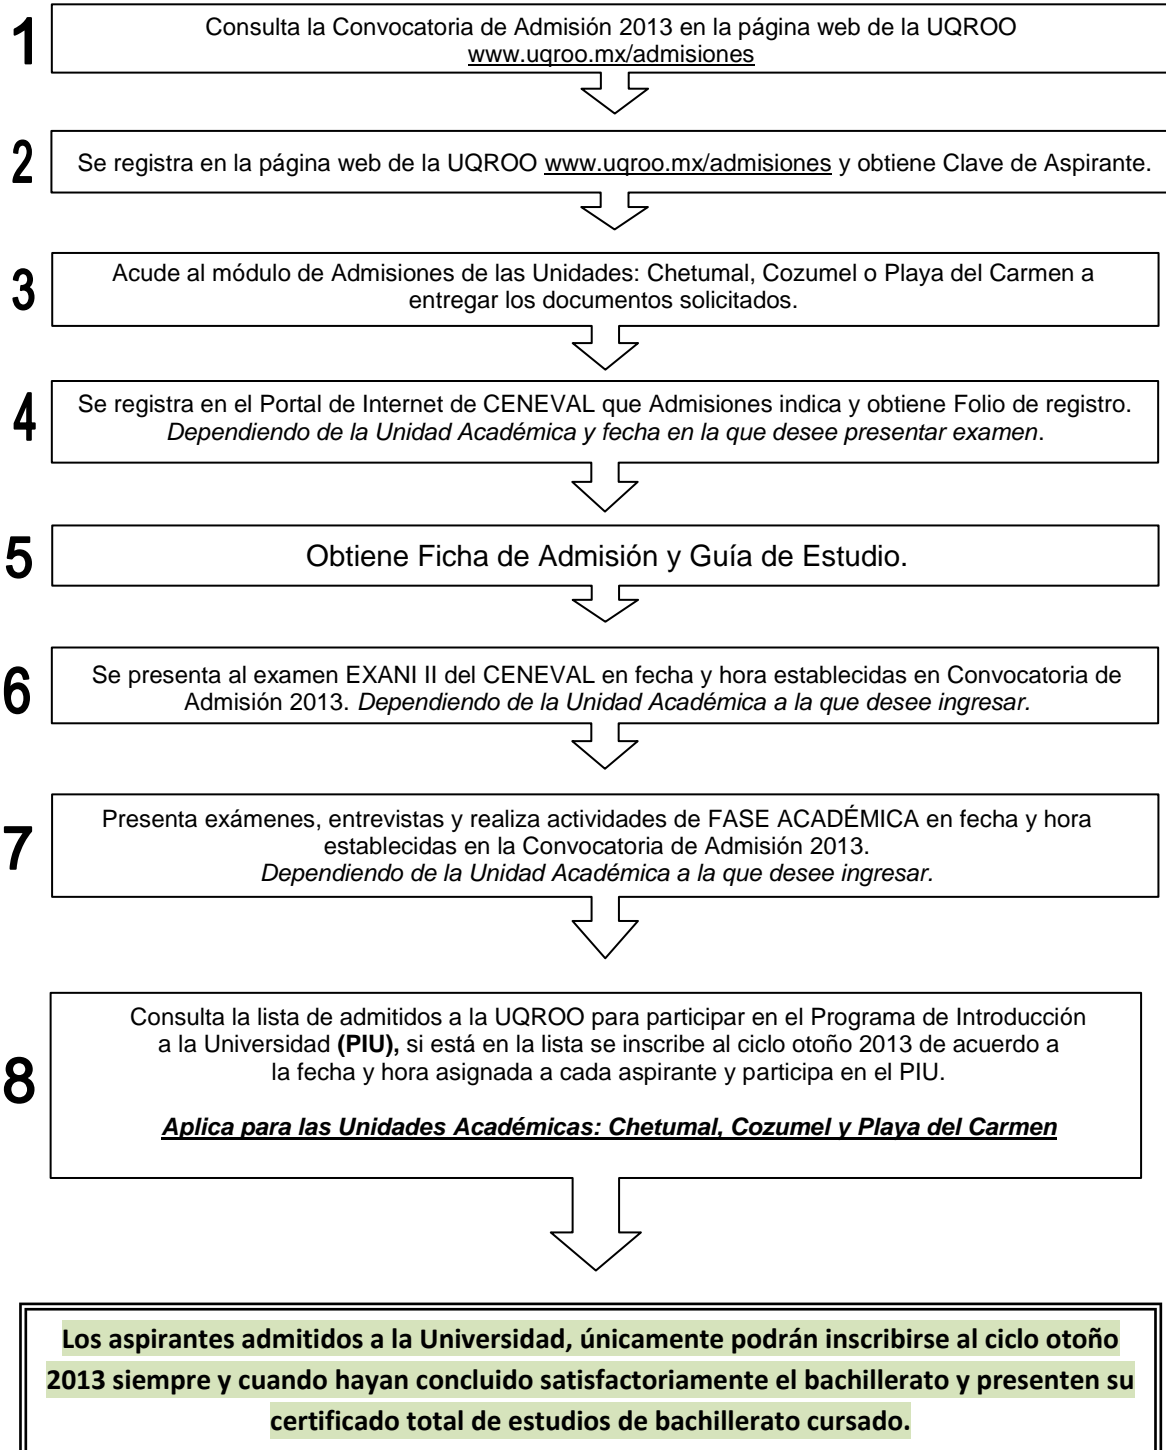 1
Consulta la Convocatoria de Admisión 2013 en la página web de la UQROO
www.uqroo.mx/admisiones
2
Se registra en la página web de la UQROO www.uqroo.mx/admisiones y obtiene Clave de Aspirante.
3
Acude al módulo de Admisiones de las Unidades: Chetumal, Cozumel o Playa del Carmen a
entregar los documentos solicitados.
4
Se registra en el Portal de Internet de CENEVAL que Admisiones indica y obtiene Folio de registro.
Dependiendo de la Unidad Académica y fecha en la que desee presentar examen.
5
Obtiene Ficha de Admisión y Guía de Estudio.
6
Se presenta al examen EXANI II del CENEVAL en fecha y hora establecidas en Convocatoria de
Admisión 2013. Dependiendo de la Unidad Académica a la que desee ingresar.
7
Presenta exámenes, entrevistas y realiza actividades de FASE ACADÉMICA en fecha y hora
establecidas en la Convocatoria de Admisión 2013.
Dependiendo de la Unidad Académica a la que desee ingresar.
8
Consulta la lista de admitidos a la UQROO para participar en el Programa de Introducción
a la Universidad (PIU), si está en la lista se inscribe al ciclo otoño 2013 de acuerdo a
la fecha y hora asignada a cada aspirante y participa en el PIU.
Aplica para las Unidades Académicas: Chetumal, Cozumel y Playa del Carmen
Los aspirantes admitidos a la Universidad, únicamente podrán inscribirse al ciclo otoño
2013 siempre y cuando hayan concluido satisfactoriamente el bachillerato y presenten su
certificado total de estudios de bachillerato cursado.